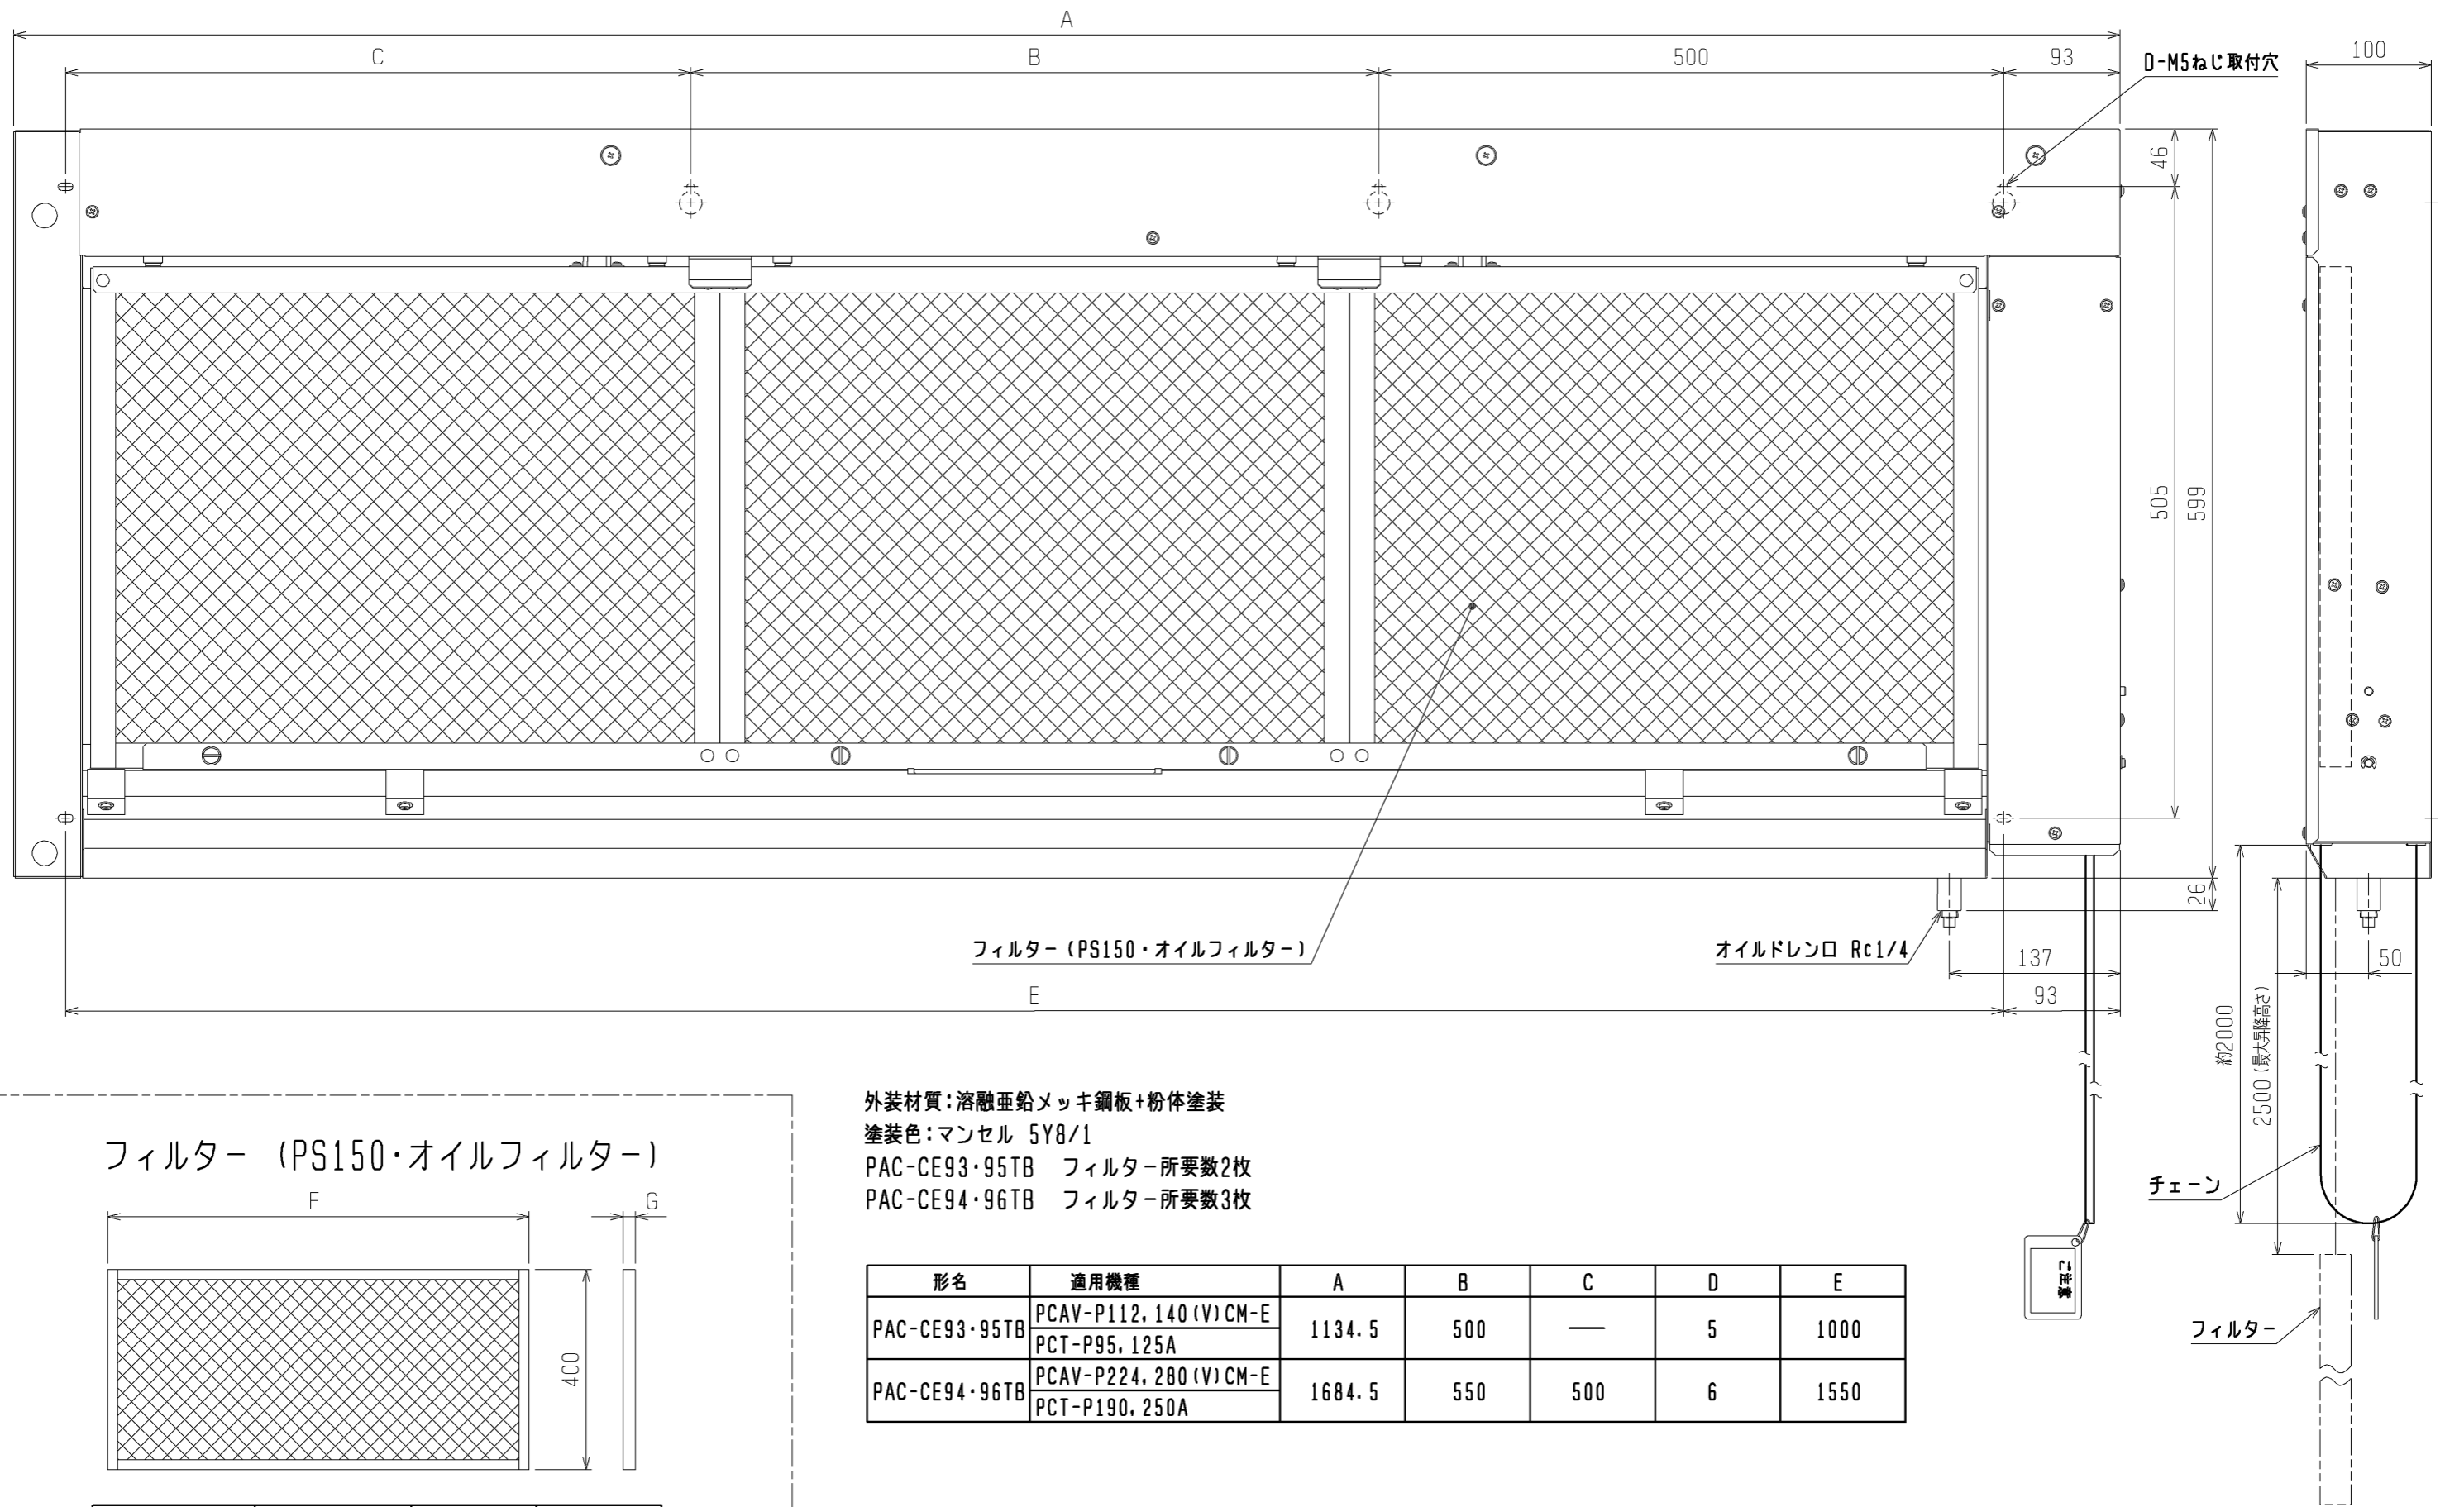 A
C
B
500
93
D-M5ねじ取付穴
100
46
505
599
26
フィルター(PS150・オイルフィルター)
オイルドレン口 Rc1/4
137
50
E
93
約2000
2500(最大昇降高さ)
チェーン
ご注意
フィルター
外装材質:溶融亜鉛メッキ鋼板+粉体塗装
塗装色:マンセル 5Y8/1
PAC-CE93・95TB フィルター所要数2枚
PAC-CE94・96TB フィルター所要数3枚
フィルター (PS150・オイルフィルター)
F
G
400
形名 適用機種 A B C D E
PAC-CE93・95TB PCAV-P112,140(V)CM-E 1134.5 500 — 5 1000
PCT-P95,125A
PAC-CE94・96TB PCAV-P224,280(V)CM-E 1684.5 550 500 6 1550
PCT-P190,250A